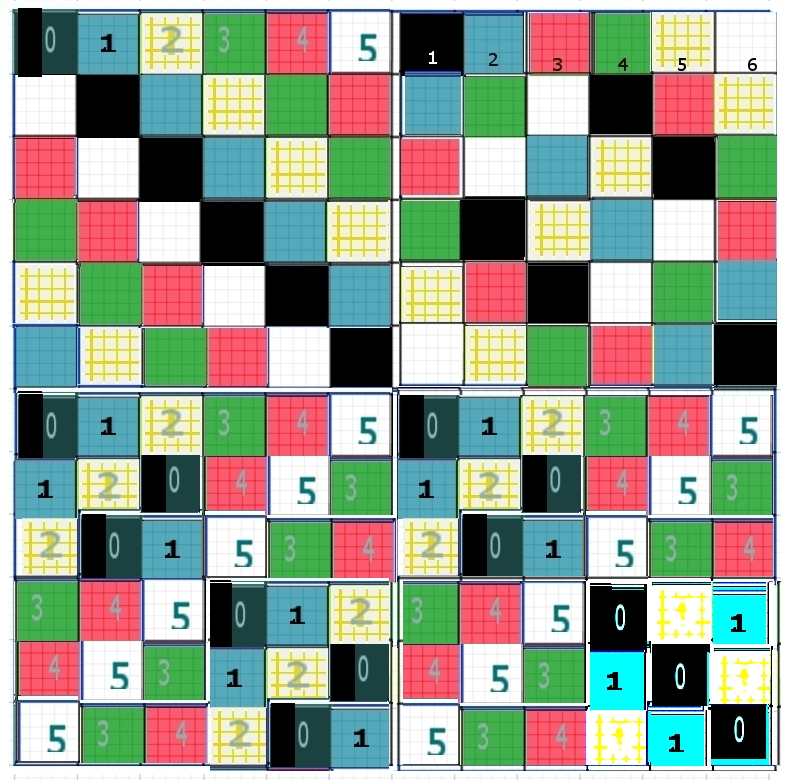 0 1 2 3 4 5 1 2 3 4 5 6
0 1 2 3 4 5 0 1 2 3 4 5
1 2 0 4 5 3 1 2 0 4 5 3
2 0 1 5 3 4 2 0 1 5 3 4
3 4 5 0 1 2 3 4 5 0 1
4 5 3 1 2 0 4 5 3 1 0
5 3 4 2 0 1 5 3 4 1 0